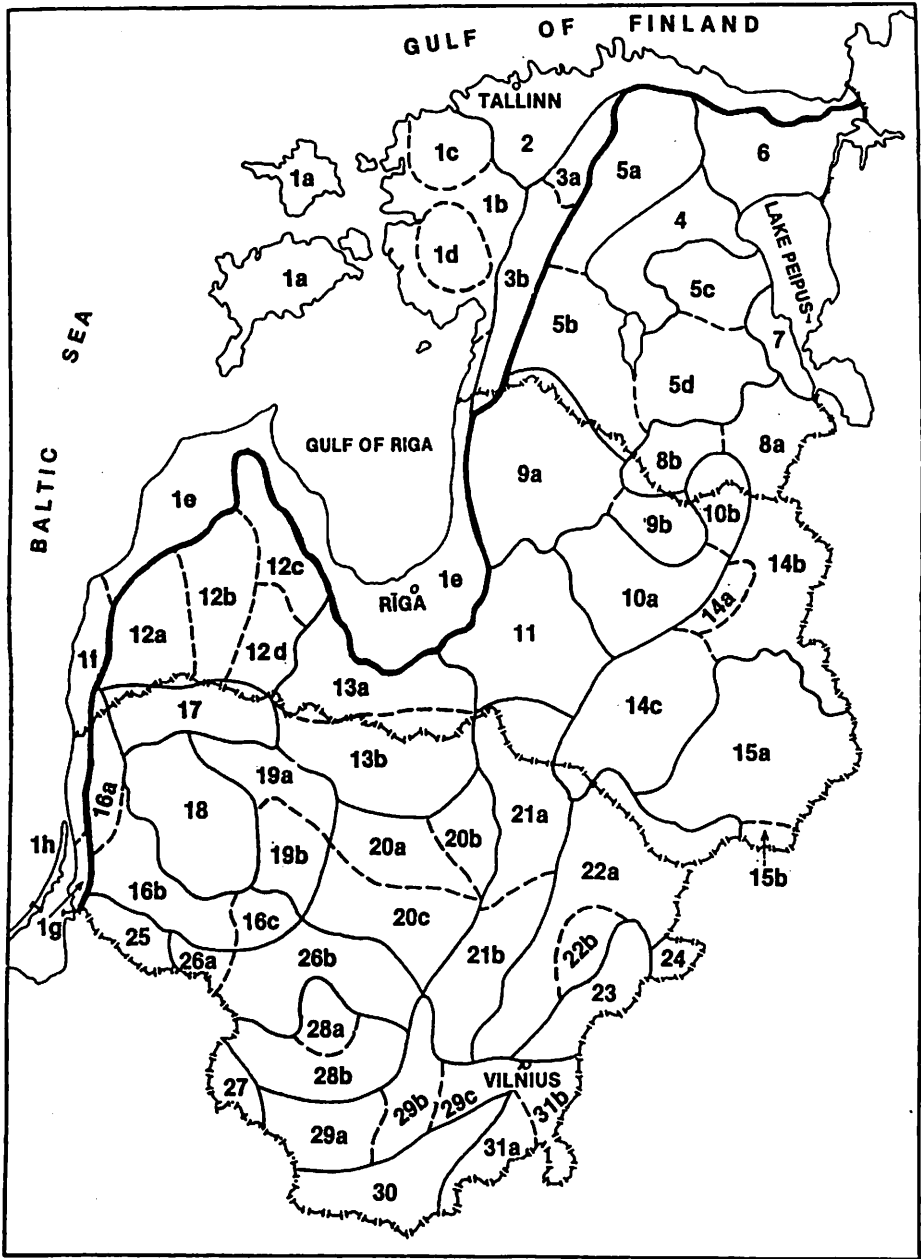 GULF OF FINLAND
TALLINN
2
1c
6
1a
3a
5a
1b
4
1d
LAKE PEIPUS
1a
3b
5c
5b
7
BALTIC SEA
5d
GULF OF RIGA
8a
8b
9a
1e
9b
10b
12c
1e
14b
12b
RĪGA
10a
14a
12a
11
1f
12d
13a
14c
17
13b
15a
19a
16a
18
21a
1h
20a
20b
19b
22a
15b
16b
16c
20c
1g
25
26a
26b
21b
22b
24
23
28a
28b
VILNIUS
27
29b
29c
31b
29a
31a
30